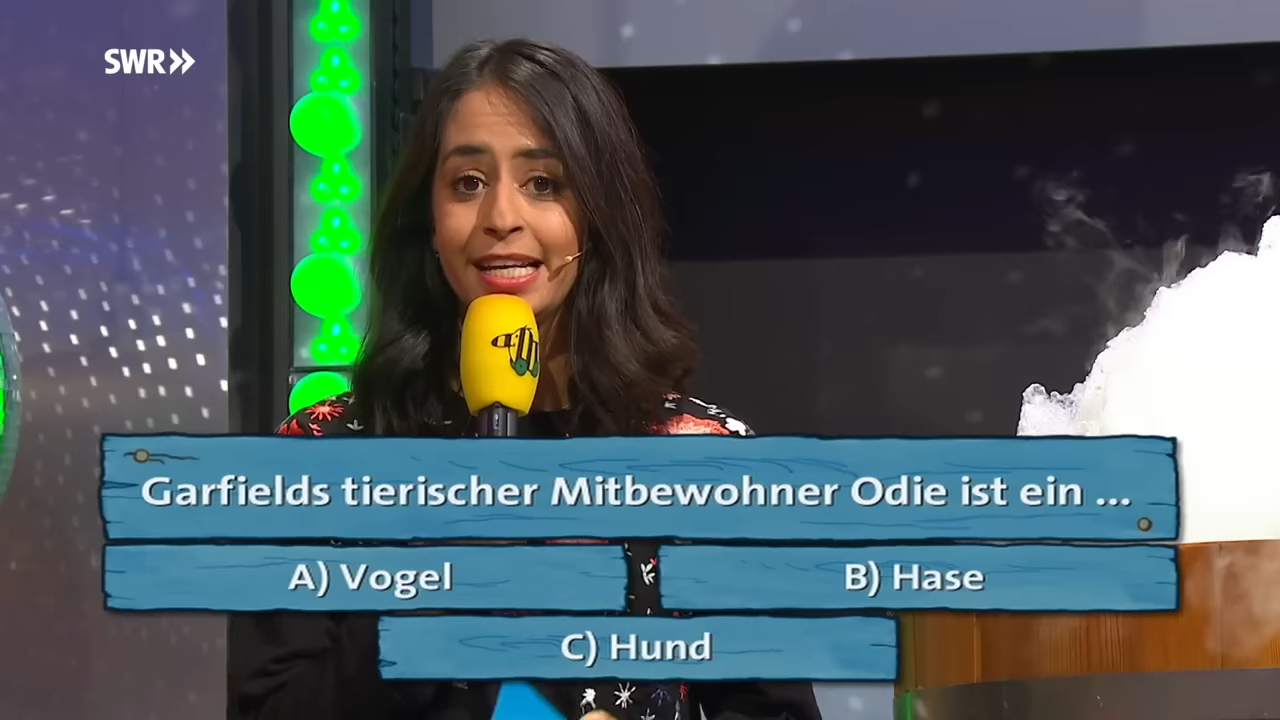 SWR»
Garfields tierischer Mitbewohner Odie ist ein ...
A) Vogel
B) Hase
C) Hund